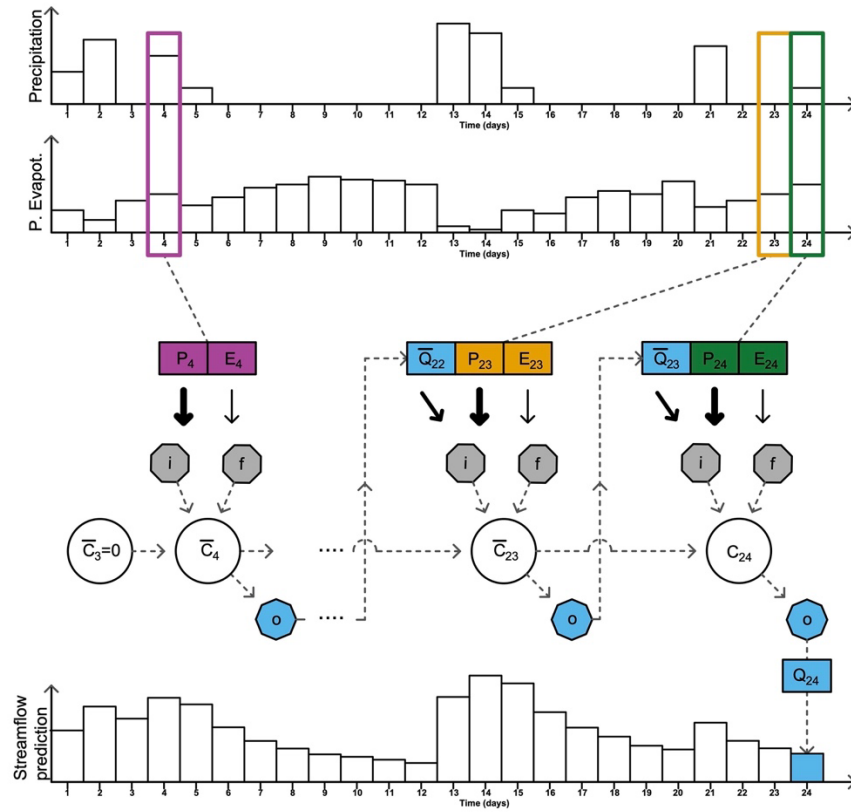 Precipitation
1 2 3 4 5 6 7 8 9 10 11 12 13 14 15 16 17 18 19 20 21 22 23 24
Time (days)
P. Evapot.
1 2 3 4 5 6 7 8 9 10 11 12 13 14 15 16 17 18 19 20 21 22 23 24
Time (days)
P₄ E₄ Q̅₂₂ P₂₃ E₂₃ Q̅₂₃ P₂₄ E₂₄
i f i f i f
C̅₃=0 C̅₄ .... C̅₂₃ C₂₄
o .... o o
Q₂₄
Streamflow
prediction
1 2 3 4 5 6 7 8 9 10 11 12 13 14 15 16 17 18 19 20 21 22 23 24
Time (days)